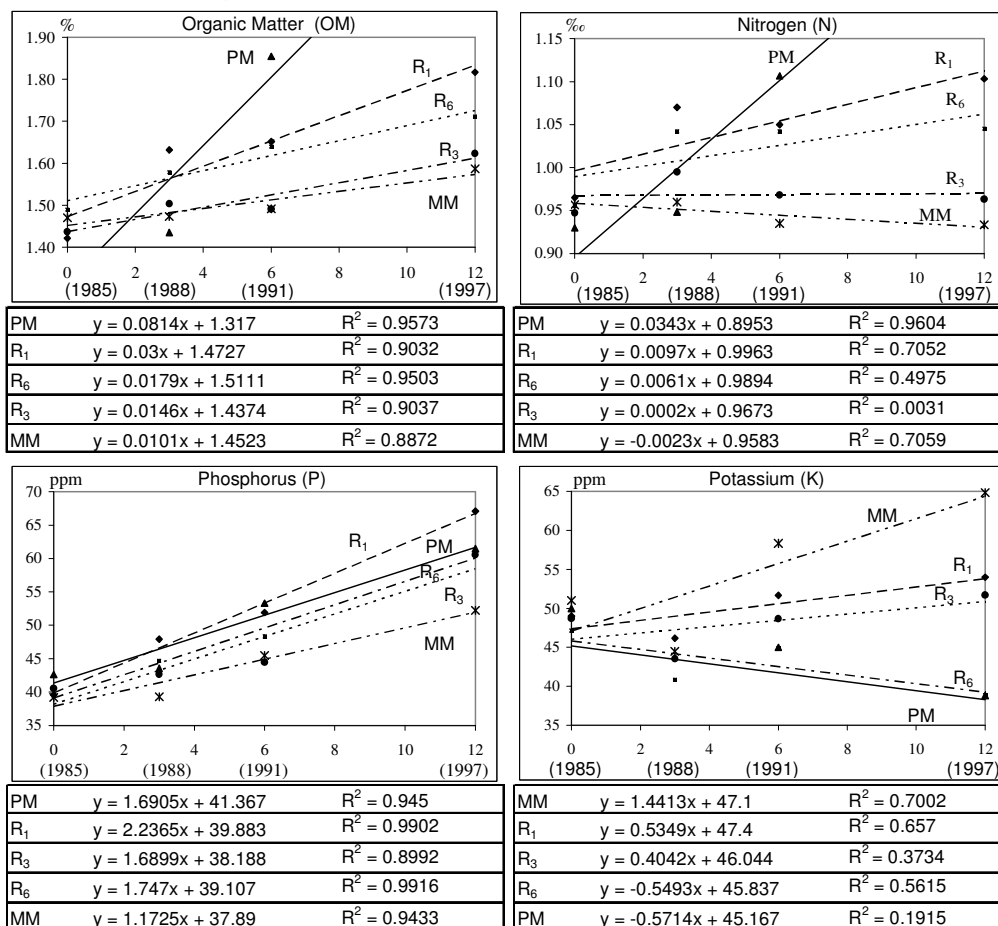 Organic Matter (OM)
%
1.90
1.80
1.70
1.60
1.50
1.40
PM
R1
R6
R3
MM
0 2 4 6 8 10 12
(1985) (1988) (1991) (1997)
PM y = 0.0814x + 1.317 R² = 0.9573
R1 y = 0.03x + 1.4727 R² = 0.9032
R6 y = 0.0179x + 1.5111 R² = 0.9503
R3 y = 0.0146x + 1.4374 R² = 0.9037
MM y = 0.0101x + 1.4523 R² = 0.8872
Nitrogen (N)
‰
1.15
1.10
1.05
1.00
0.95
0.90
PM
R1
R6
R3
MM
0 2 4 6 8 10 12
(1985) (1988) (1991) (1997)
PM y = 0.0343x + 0.8953 R² = 0.9604
R1 y = 0.0097x + 0.9963 R² = 0.7052
R6 y = 0.0061x + 0.9894 R² = 0.4975
R3 y = 0.0002x + 0.9673 R² = 0.0031
MM y = -0.0023x + 0.9583 R² = 0.7059
Phosphorus (P)
ppm
70
65
60
55
50
45
40
35
R1
PM
R6
R3
MM
0 2 4 6 8 10 12
(1985) (1988) (1991) (1997)
PM y = 1.6905x + 41.367 R² = 0.945
R1 y = 2.2365x + 39.883 R² = 0.9902
R3 y = 1.6899x + 38.188 R² = 0.8992
R6 y = 1.747x + 39.107 R² = 0.9916
MM y = 1.1725x + 37.89 R² = 0.9433
Potassium (K)
ppm
65
60
55
50
45
40
35
MM
R1
R3
R6
PM
0 2 4 6 8 10 12
(1985) (1988) (1991) (1997)
MM y = 1.4413x + 47.1 R² = 0.7002
R1 y = 0.5349x + 47.4 R² = 0.657
R3 y = 0.4042x + 46.044 R² = 0.3734
R6 y = -0.5493x + 45.837 R² = 0.5615
PM y = -0.5714x + 45.167 R² = 0.1915